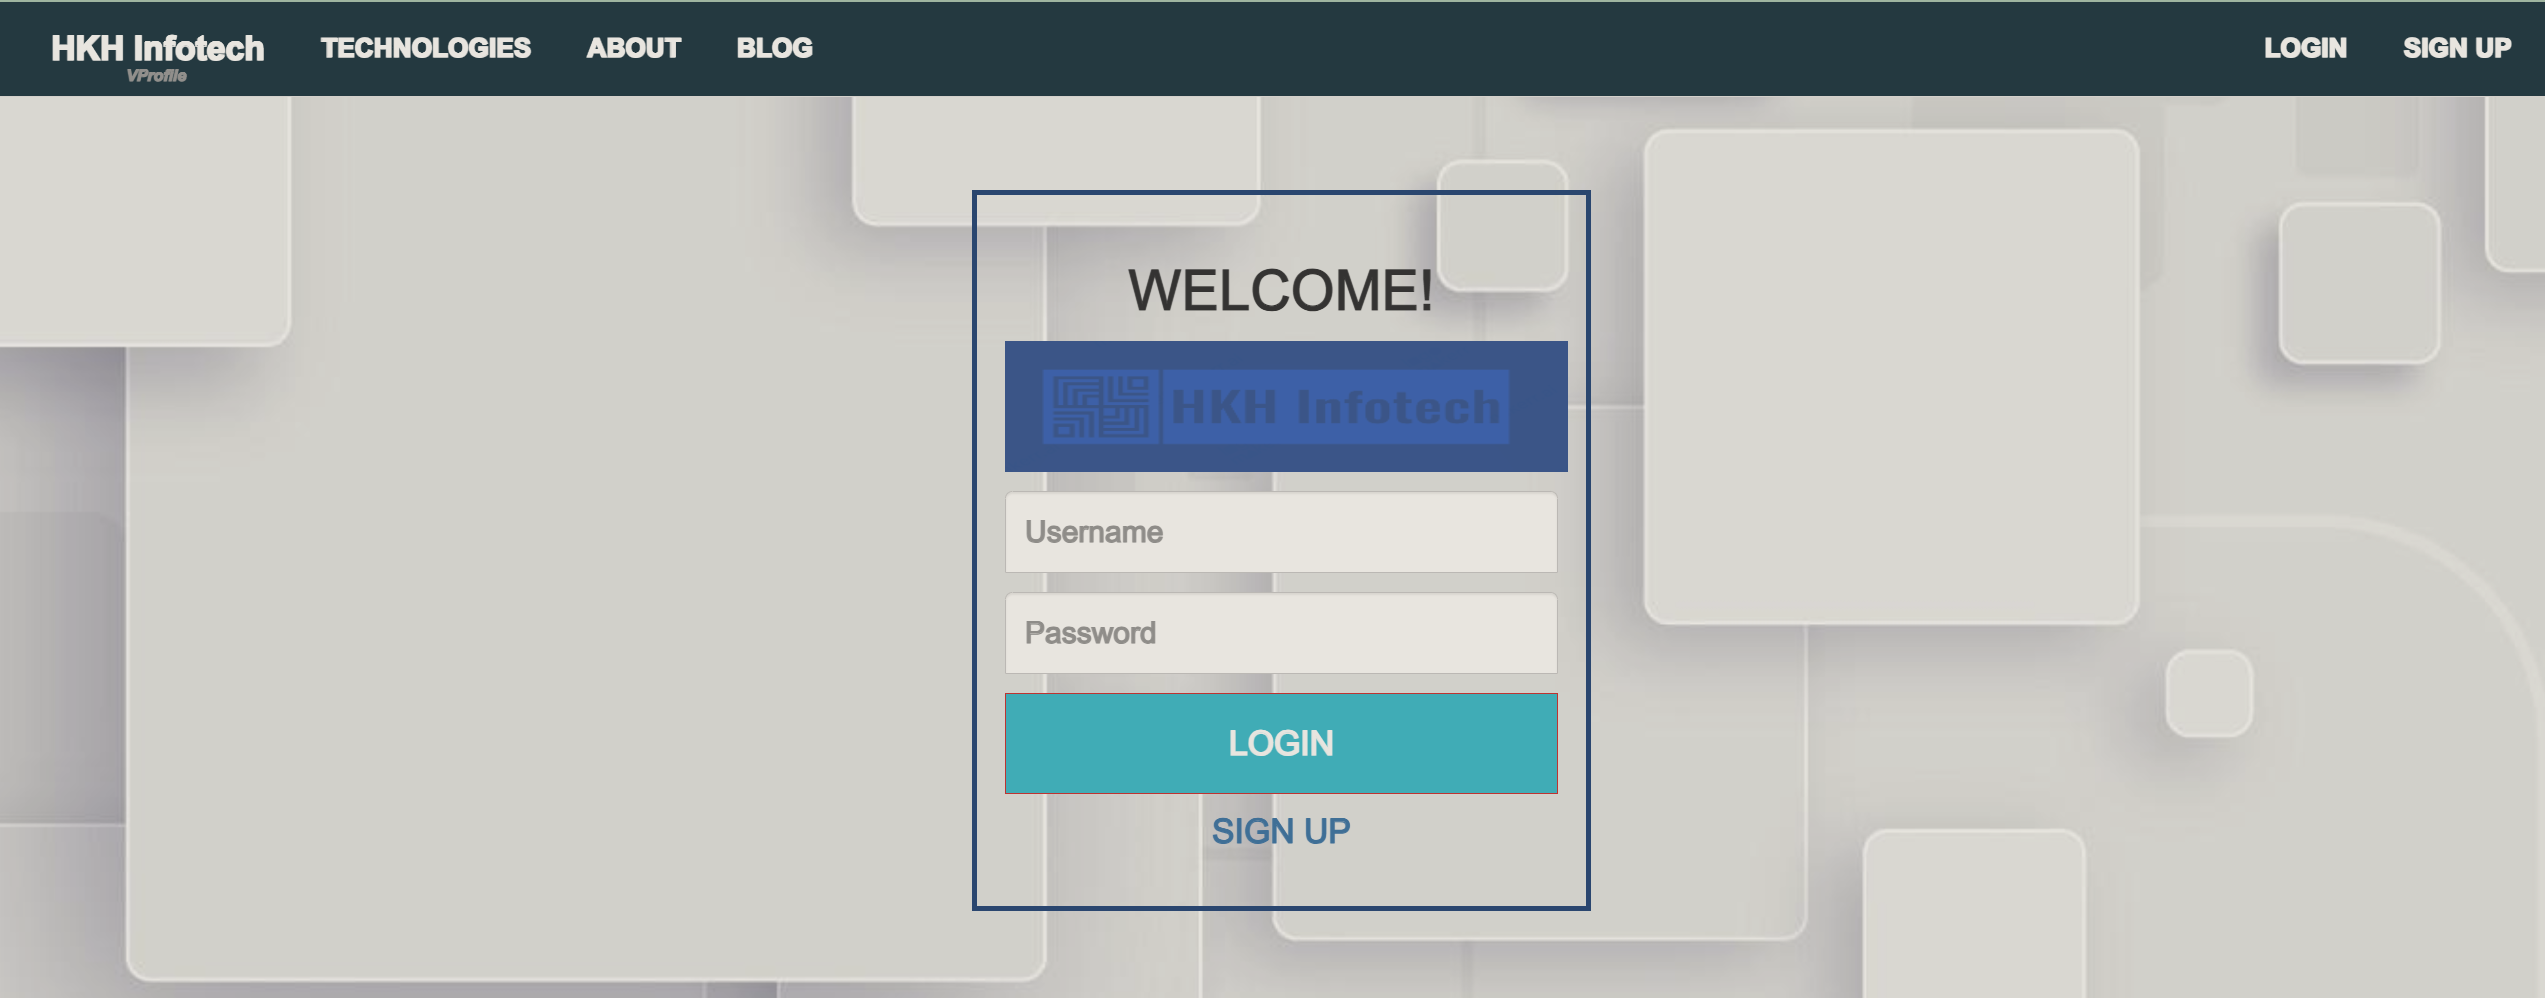 HKH Infotech
VProfile
TECHNOLOGIES
ABOUT
BLOG
LOGIN
SIGN UP
WELCOME!
HKH Infotech
Username
Password
LOGIN
SIGN UP